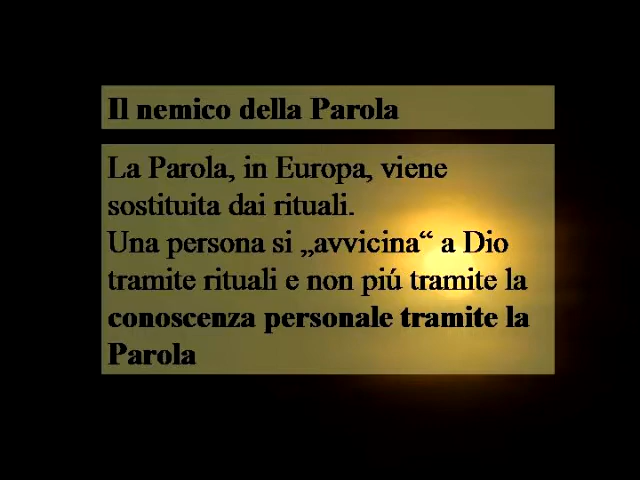 Il nemico della Parola
La Parola, in Europa, viene
sostituita dai rituali.
Una persona si „avvicina“ a Dio
tramite rituali e non piú tramite la
conoscenza personale tramite la
Parola